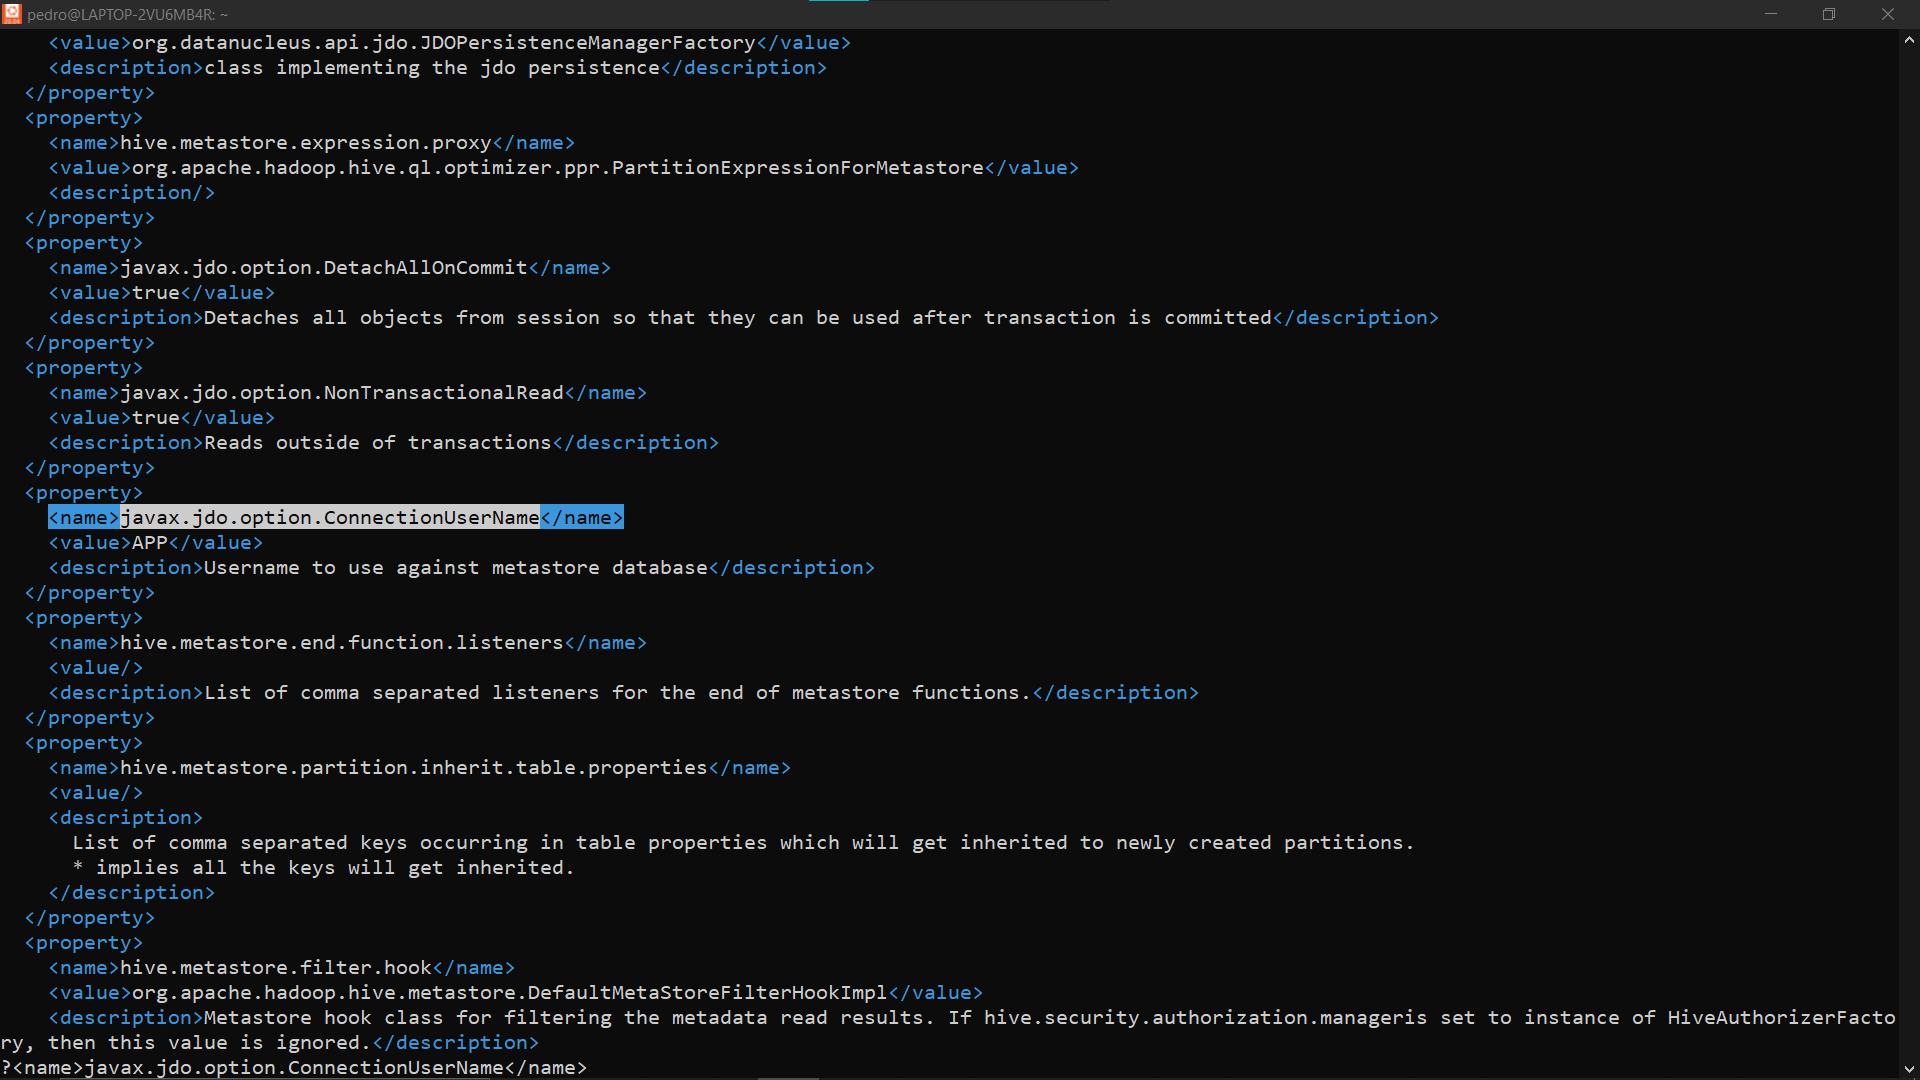 pedro@LAPTOP-2VU6MB4R: ~
<value>org.datanucleus.api.jdo.JDOPersistenceManagerFactory</value>
<description>class implementing the jdo persistence</description>
</property>
<property>
<name>hive.metastore.expression.proxy</name>
<value>org.apache.hadoop.hive.ql.optimizer.ppr.PartitionExpressionForMetastore</value>
<description/>
</property>
<property>
<name>javax.jdo.option.DetachAllOnCommit</name>
<value>true</value>
<description>Detaches all objects from session so that they can be used after transaction is committed</description>
</property>
<property>
<name>javax.jdo.option.NonTransactionalRead</name>
<value>true</value>
<description>Reads outside of transactions</description>
</property>
<property>
<name>javax.jdo.option.ConnectionUserName</name>
<value>APP</value>
<description>Username to use against metastore database</description>
</property>
<property>
<name>hive.metastore.end.function.listeners</name>
<value/>
<description>List of comma separated listeners for the end of metastore functions.</description>
</property>
<property>
<name>hive.metastore.partition.inherit.table.properties</name>
<value/>
<description>
List of comma separated keys occurring in table properties which will get inherited to newly created partitions.
* implies all the keys will get inherited.
</description>
</property>
<property>
<name>hive.metastore.filter.hook</name>
<value>org.apache.hadoop.hive.metastore.DefaultMetaStoreFilterHookImpl</value>
<description>Metastore hook class for filtering the metadata read results. If hive.security.authorization.manageris set to instance of HiveAuthorizerFacto
ry, then this value is ignored.</description>
?<name>javax.jdo.option.ConnectionUserName</name>